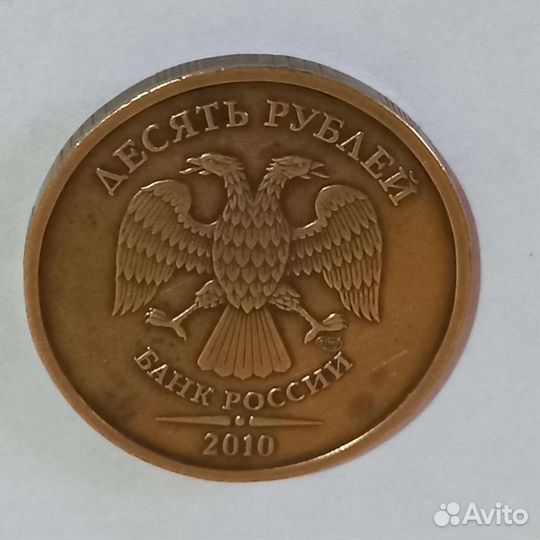 ДЕСЯТЬ РУБЛЕЙ
БАНК РОССИИ
2010
Avito